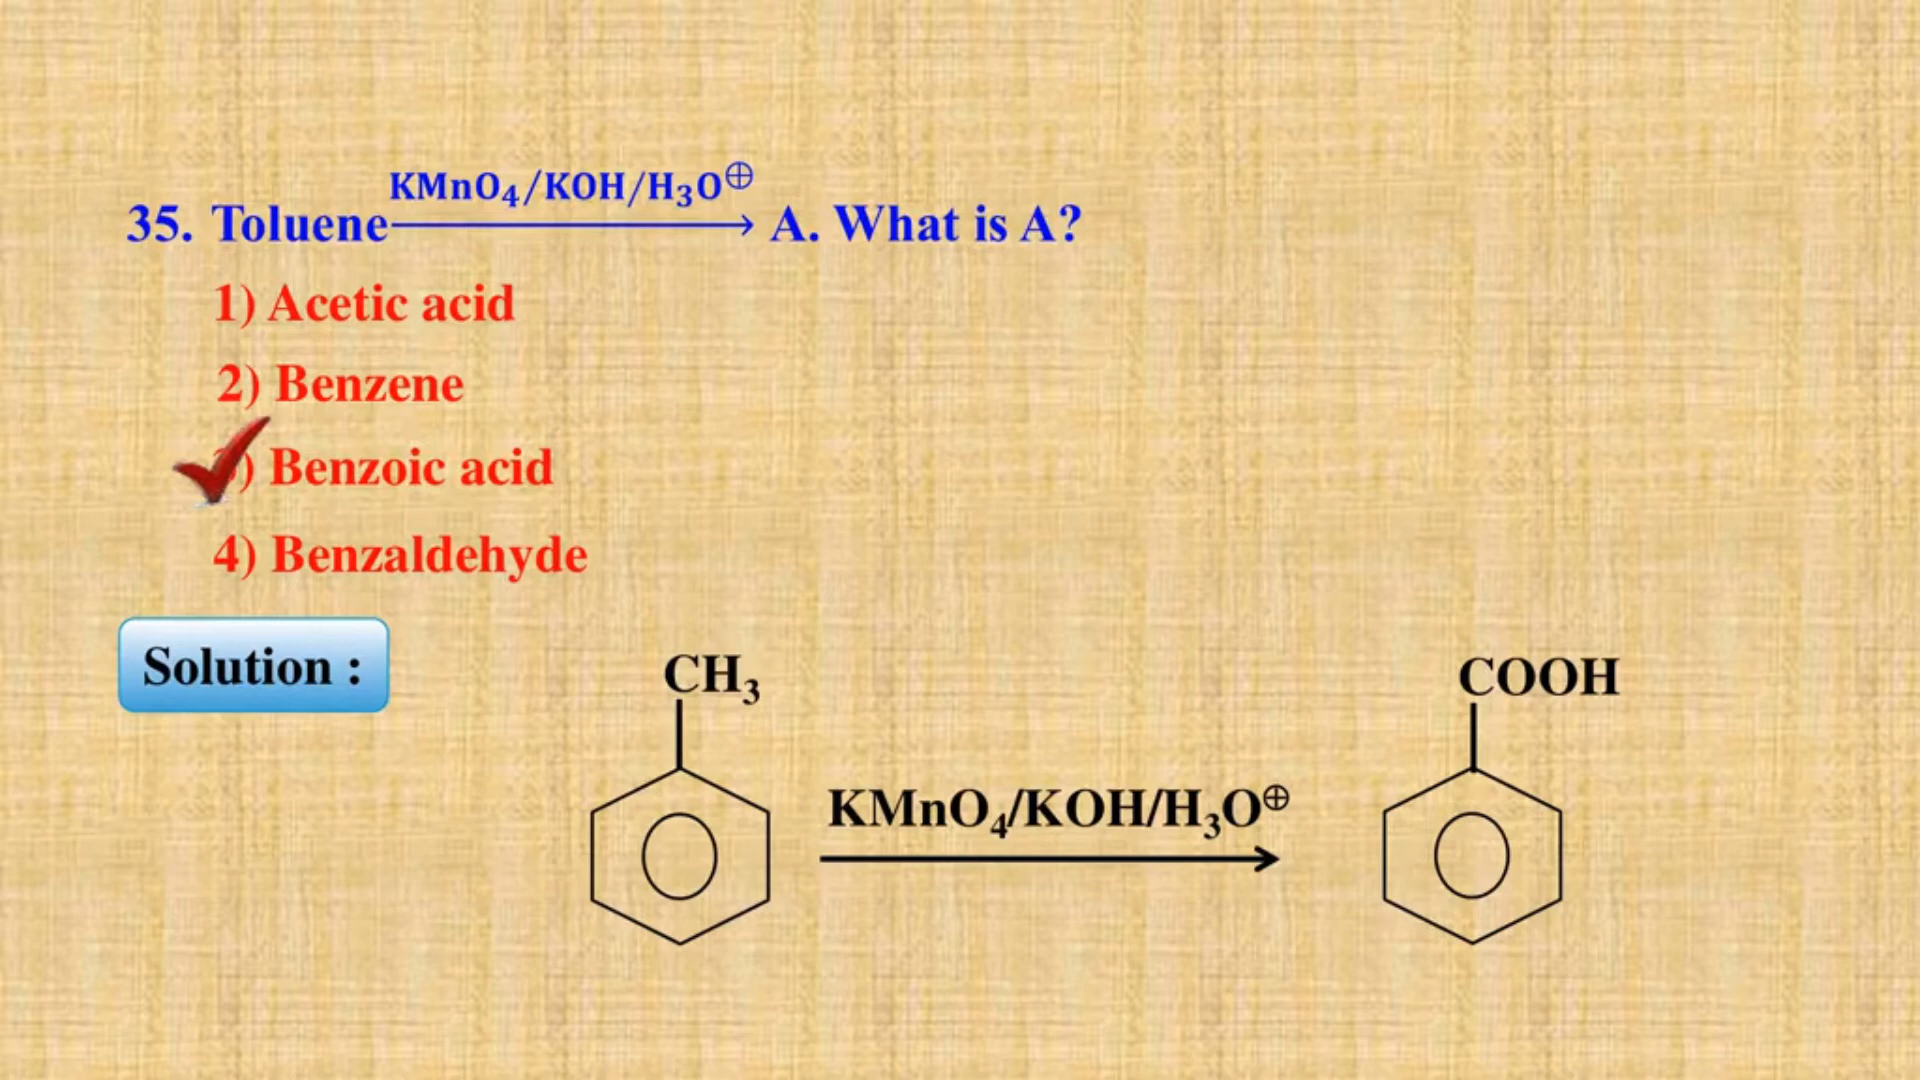 KMnO₄/KOH/H₃O⊕
35. Toluene⟶ A. What is A?
1) Acetic acid
2) Benzene
3) Benzoic acid
4) Benzaldehyde
Solution :
CH₃
COOH
KMnO₄/KOH/H₃O⊕